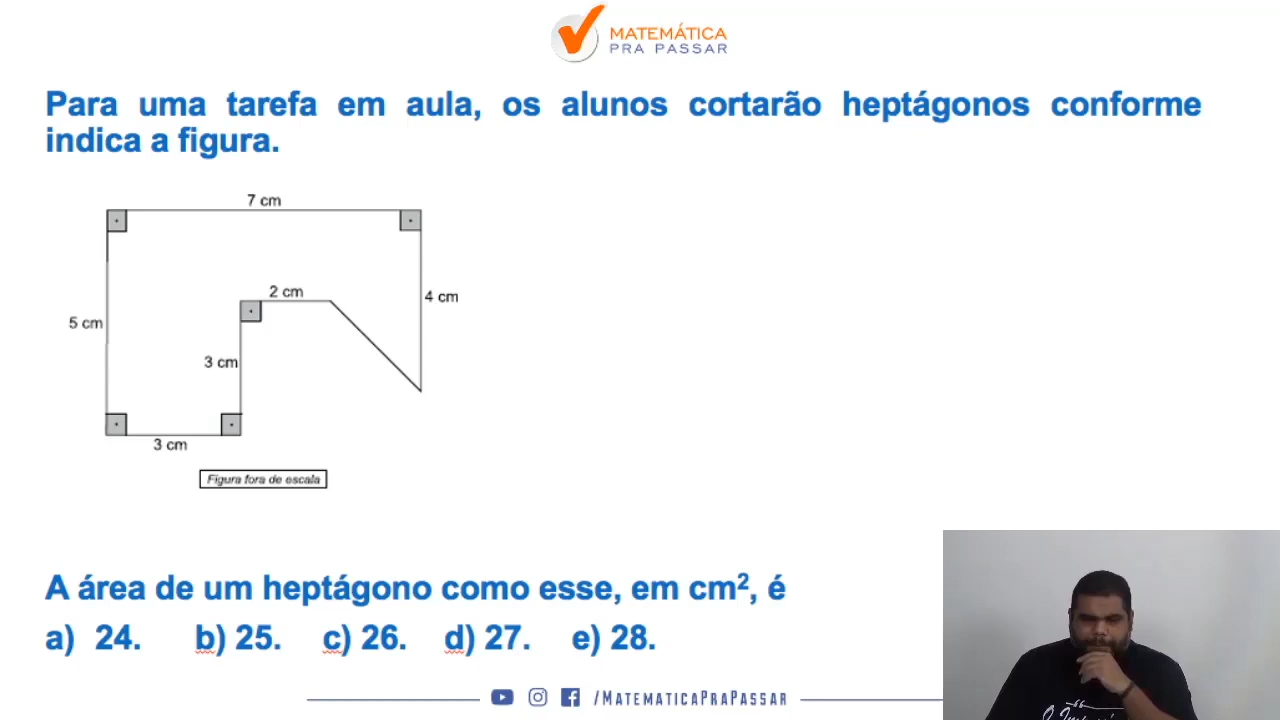 MATEMÁTICA
PRA PASSAR
Para uma tarefa em aula, os alunos cortarão heptágonos conforme
indica a figura.
7 cm
2 cm
4 cm
5 cm
3 cm
3 cm
Figura fora de escala
A área de um heptágono como esse, em cm², é
a) 24. b) 25. c) 26. d) 27. e) 28.
/MATEMATICAPRAPASSAR